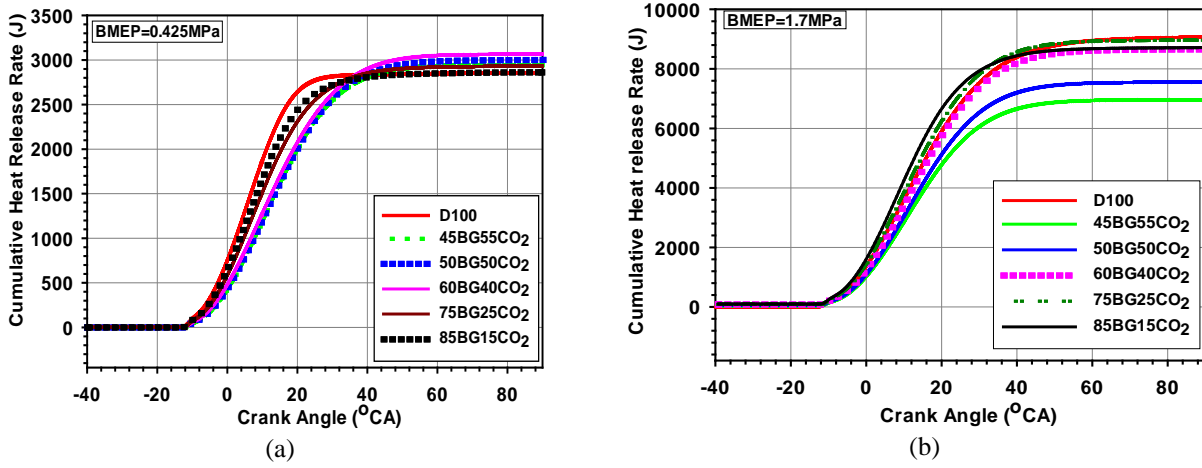 BMEP=0.425MPa
Cumulative Heat Release Rate (J)
3500
3000
2500
2000
1500
1000
500
0
D100
45BG55CO₂
50BG50CO₂
60BG40CO₂
75BG25CO₂
85BG15CO₂
-40 -20 0 20 40 60 80
Crank Angle (ᴼCA)
(a)
BMEP=1.7MPa
Cumulative Heat release Rate (J)
10000
8000
6000
4000
2000
0
D100
45BG55CO₂
50BG50CO₂
60BG40CO₂
75BG25CO₂
85BG15CO₂
-40 -20 0 20 40 60 80
Crank Angle (ᴼCA)
(b)